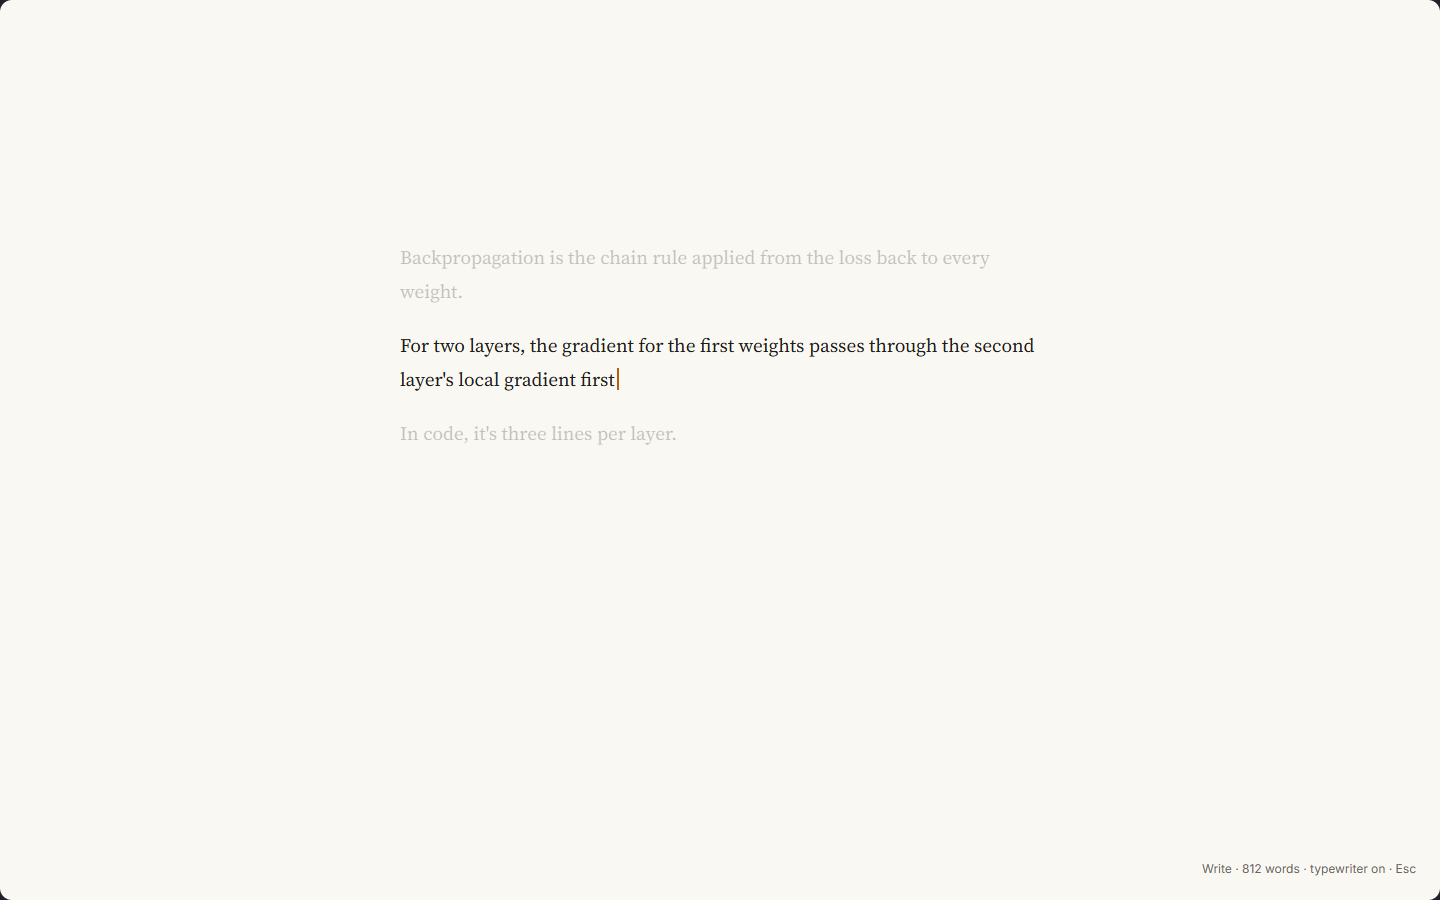 Backpropagation is the chain rule applied from the loss back to every
weight.
For two layers, the gradient for the first weights passes through the second
layer's local gradient first
In code, it's three lines per layer.
Write · 812 words · typewriter on · Esc